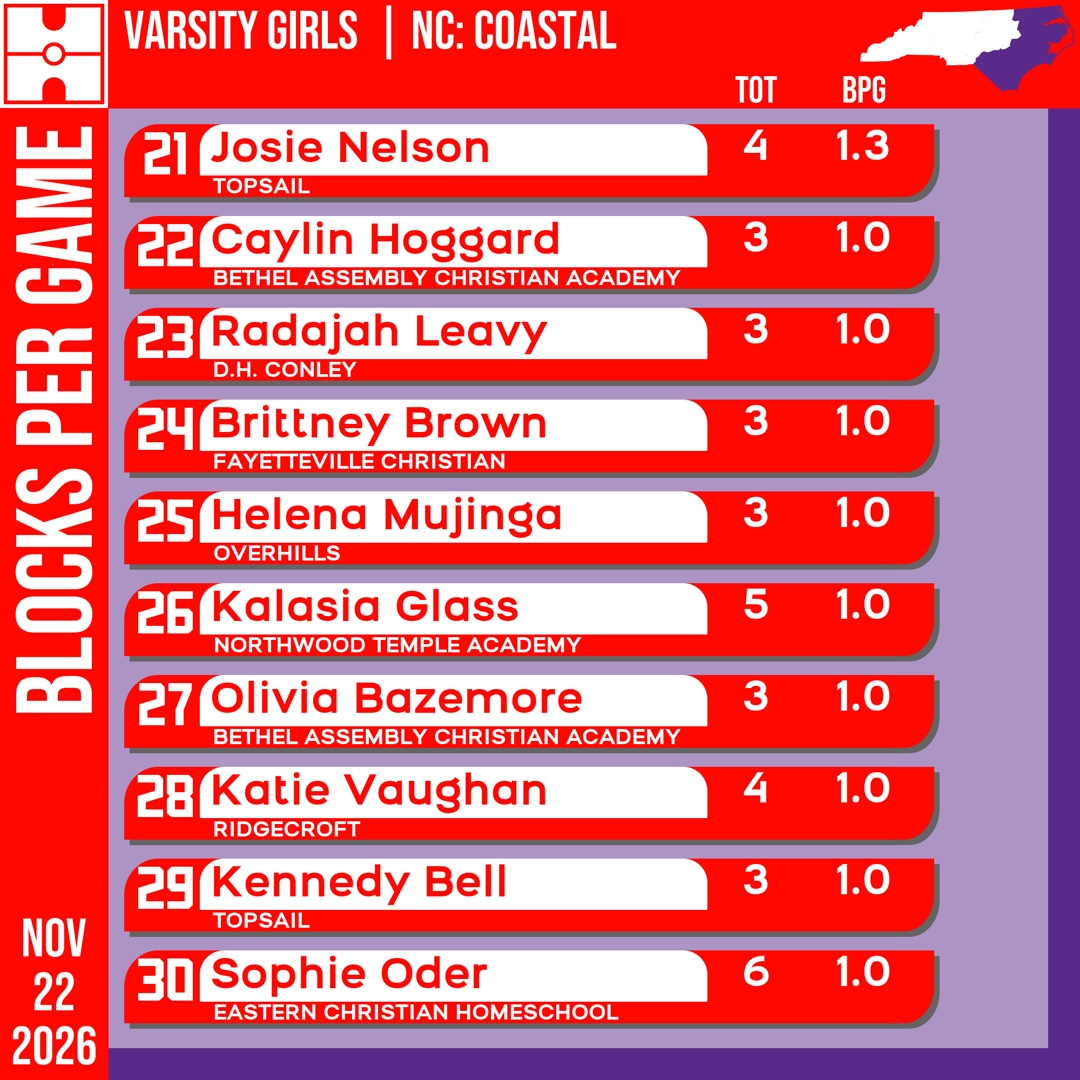 VARSITY GIRLS | NC: COASTAL
TOT BPG
BLOCKS PER GAME
21 Josie Nelson 4 1.3
TOPSAIL
22 Caylin Hoggard 3 1.0
BETHEL ASSEMBLY CHRISTIAN ACADEMY
23 Radajah Leavy 3 1.0
D.H. CONLEY
24 Brittney Brown 3 1.0
FAYETTEVILLE CHRISTIAN
25 Helena Mujinga 3 1.0
OVERHILLS
26 Kalasia Glass 5 1.0
NORTHWOOD TEMPLE ACADEMY
27 Olivia Bazemore 3 1.0
BETHEL ASSEMBLY CHRISTIAN ACADEMY
28 Katie Vaughan 4 1.0
RIDGECROFT
29 Kennedy Bell 3 1.0
TOPSAIL
30 Sophie Oder 6 1.0
EASTERN CHRISTIAN HOMESCHOOL
NOV
22
2026